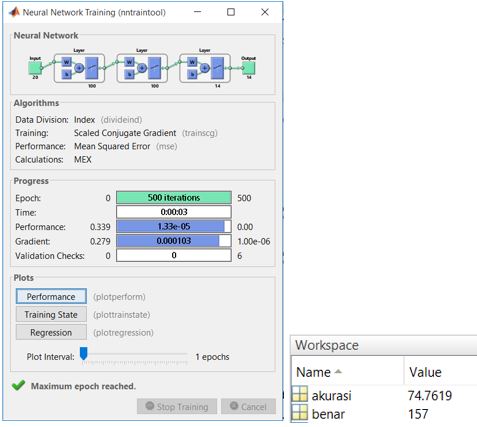 Neural Network Training (nntraintool)
Neural Network
Layer Layer Layer
Input W b W b W b Output
20 100 100 14 14
Algorithms
Data Division: Index (divideind)
Training: Scaled Conjugate Gradient (trainscg)
Performance: Mean Squared Error (mse)
Calculations: MEX
Progress
Epoch: 0 500 iterations 500
Time: 0:00:03
Performance: 0.339 1.33e-05 0.00
Gradient: 0.279 0.000103 1.00e-06
Validation Checks: 0 0 6
Plots
Performance (plotperform)
Training State (plottrainstate)
Regression (plotregression)
Plot Interval: 1 epochs
Maximum epoch reached.
Stop Training Cancel
Workspace
Name Value
akurasi 74.7619
benar 157